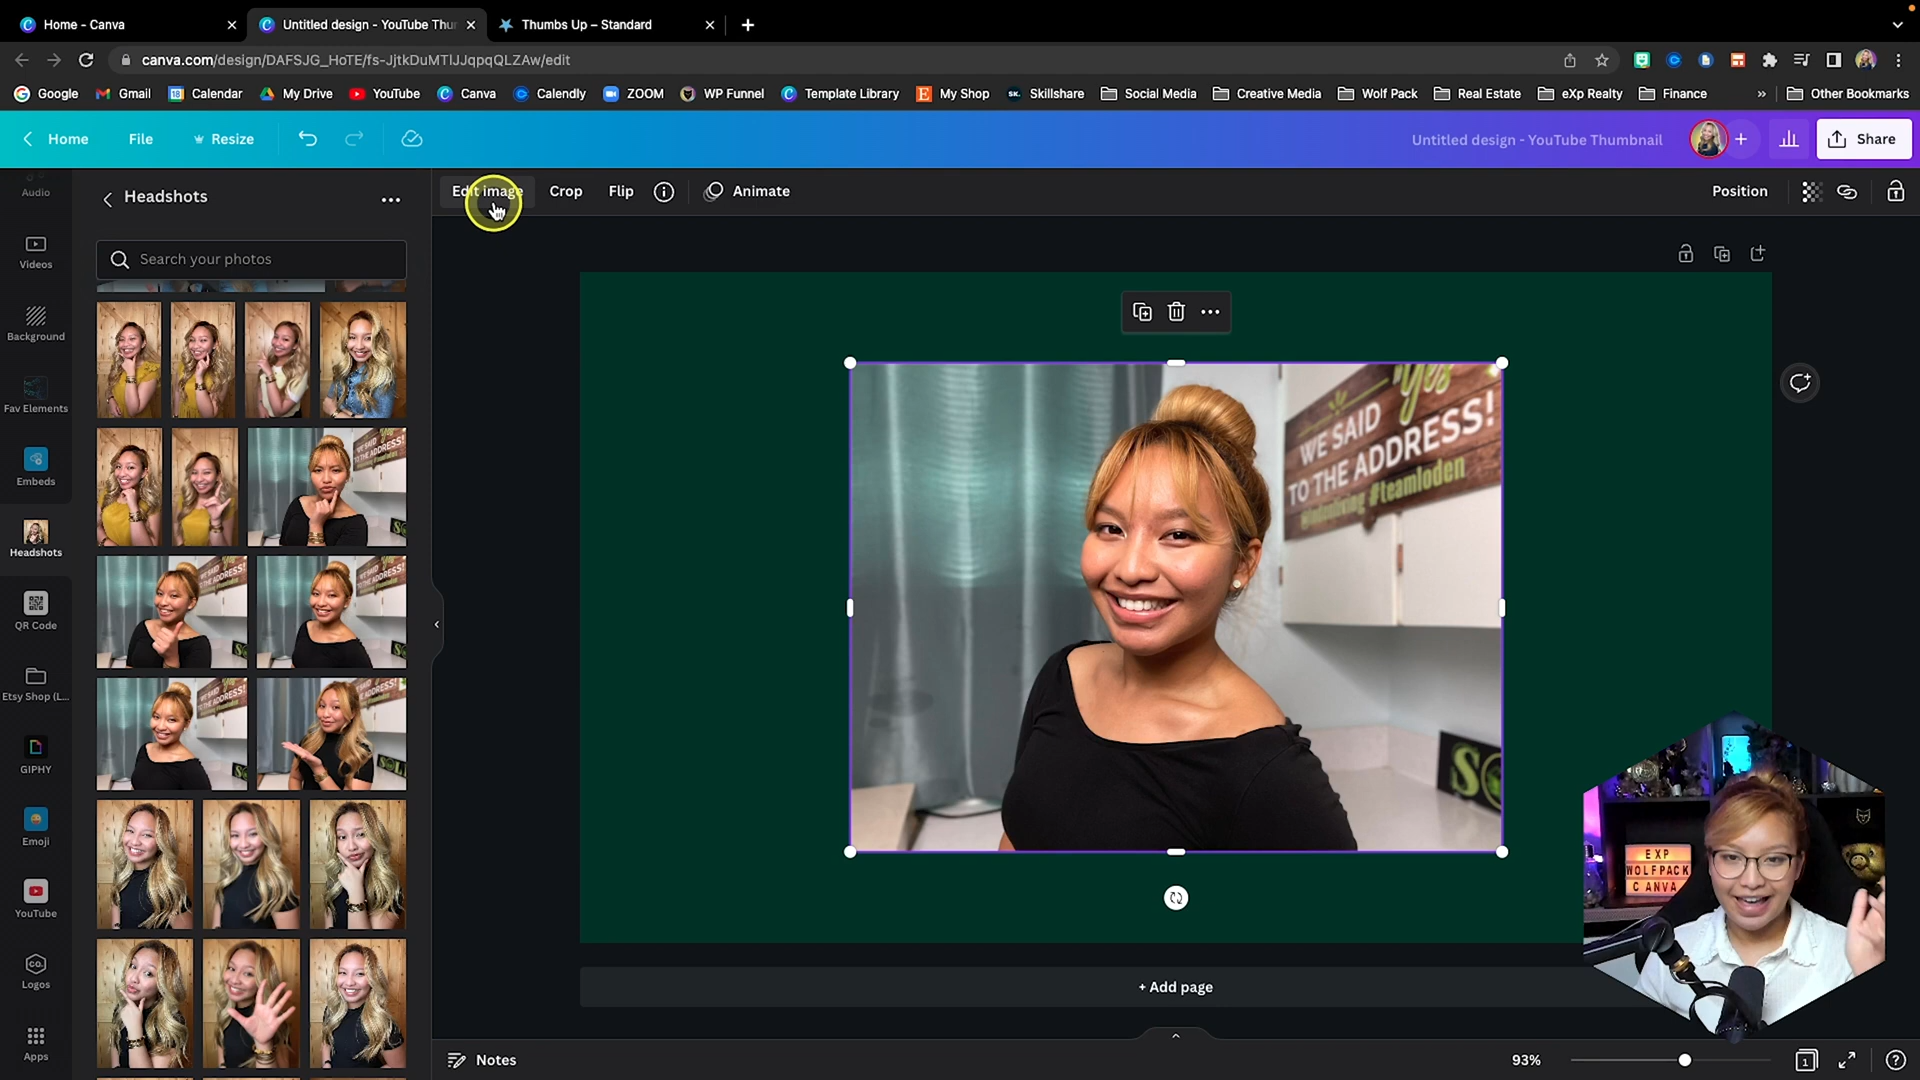 Home - Canva
Untitled design - YouTube Thur
Thumbs Up – Standard
canva.com/design/DAFSJG_HoTE/fs-JjtkDuMTlJJqpqQLZAw/edit
Google
Gmail
Calendar
My Drive
YouTube
Canva
Calendly
ZOOM
WP Funnel
Template Library
My Shop
Skillshare
Social Media
Creative Media
Wolf Pack
Real Estate
eXp Realty
Finance
»
Other Bookmarks
Home
File
Resize
Untitled design - YouTube Thumbnail
Share
Audio
Videos
Background
Fav Elements
Embeds
Headshots
QR Code
Etsy Shop (L...
GIPHY
Emoji
YouTube
Logos
Apps
Headshots
Search your photos
Edit image
Crop
Flip
Animate
Position
Yes
WE SAID
TO THE ADDRESS!
#teamloden
EXP
WOLFPACK
CANVA
+ Add page
Notes
93%
1